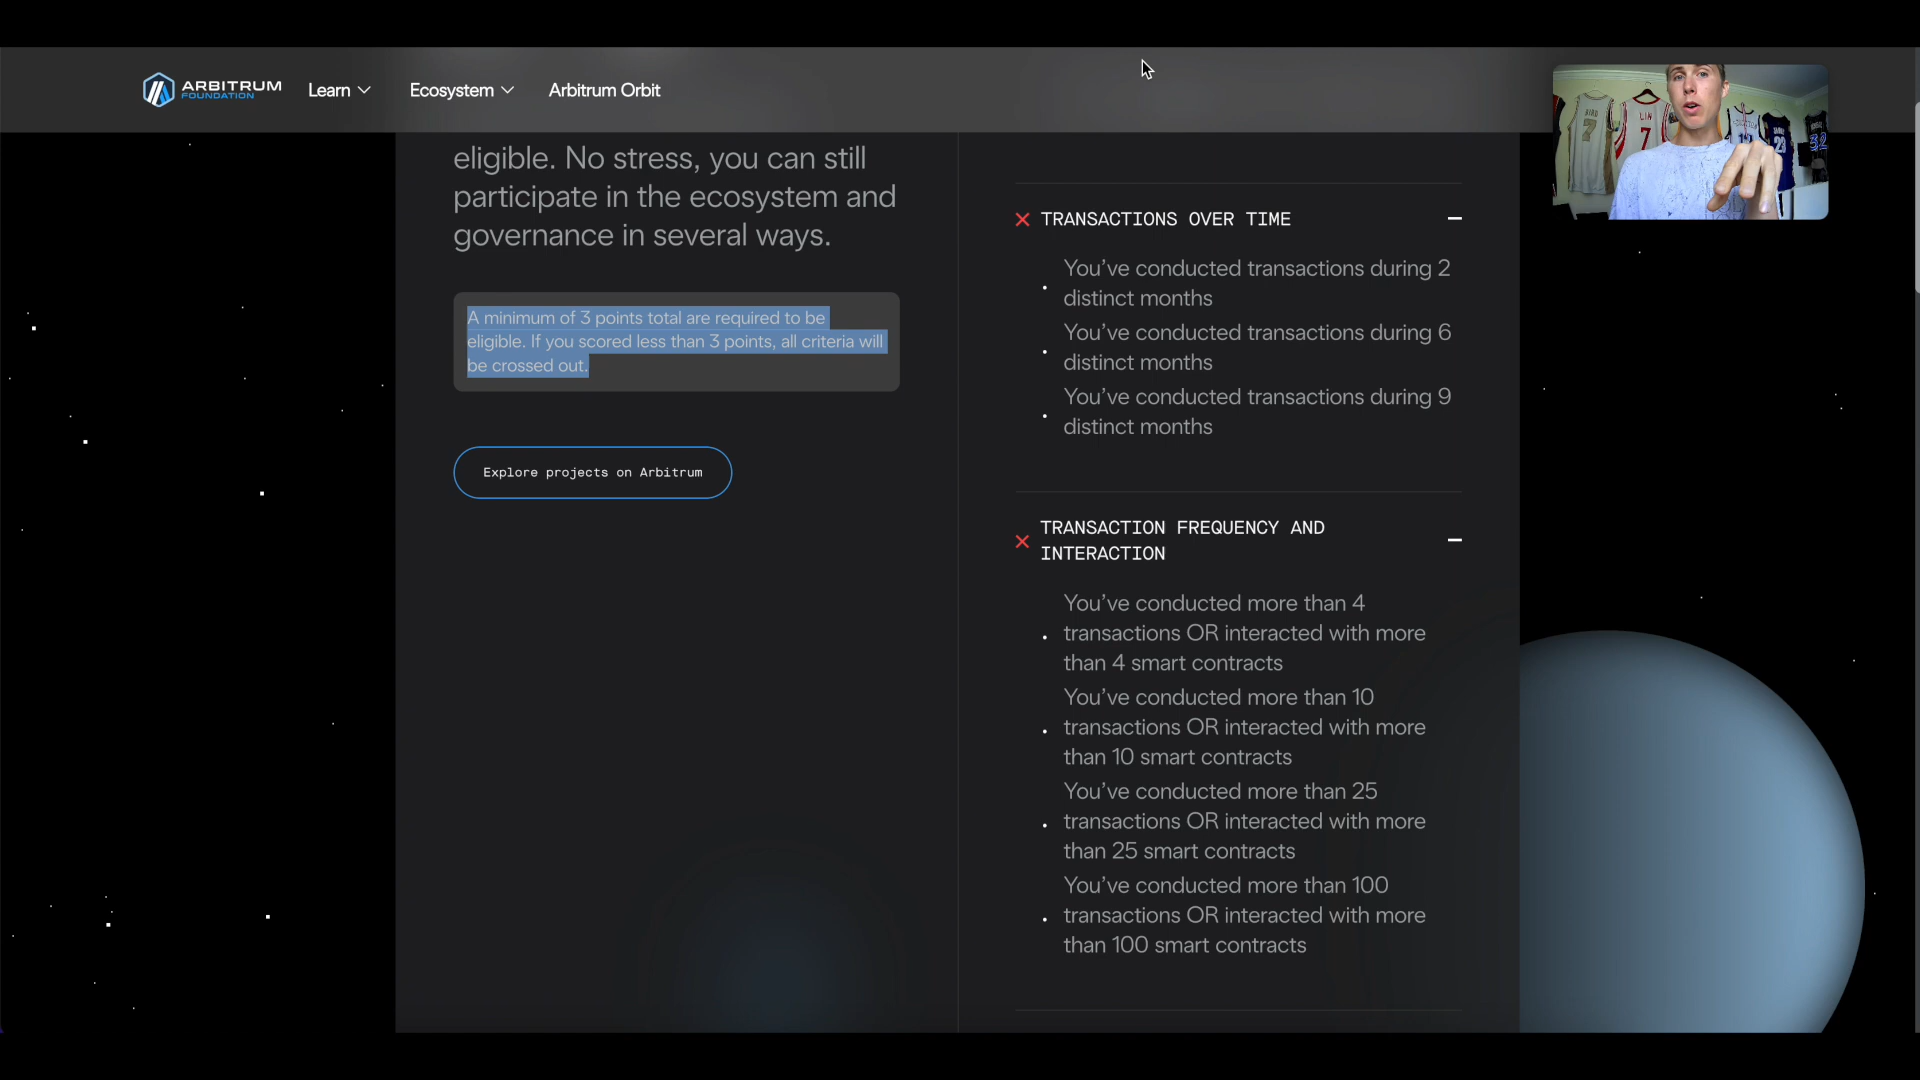 ARBITRUM
FOUNDATION
Learn
Ecosystem
Arbitrum Orbit
eligible. No stress, you can still
participate in the ecosystem and
governance in several ways.
A minimum of 3 points total are required to be
eligible. If you scored less than 3 points, all criteria will
be crossed out.
Explore projects on Arbitrum
TRANSACTIONS OVER TIME
You’ve conducted transactions during 2
distinct months
You’ve conducted transactions during 6
distinct months
You’ve conducted transactions during 9
distinct months
TRANSACTION FREQUENCY AND
INTERACTION
You’ve conducted more than 4
transactions OR interacted with more
than 4 smart contracts
You’ve conducted more than 10
transactions OR interacted with more
than 10 smart contracts
You’ve conducted more than 25
transactions OR interacted with more
than 25 smart contracts
You’ve conducted more than 100
transactions OR interacted with more
than 100 smart contracts
BIRD
7
LIN
7
23
32